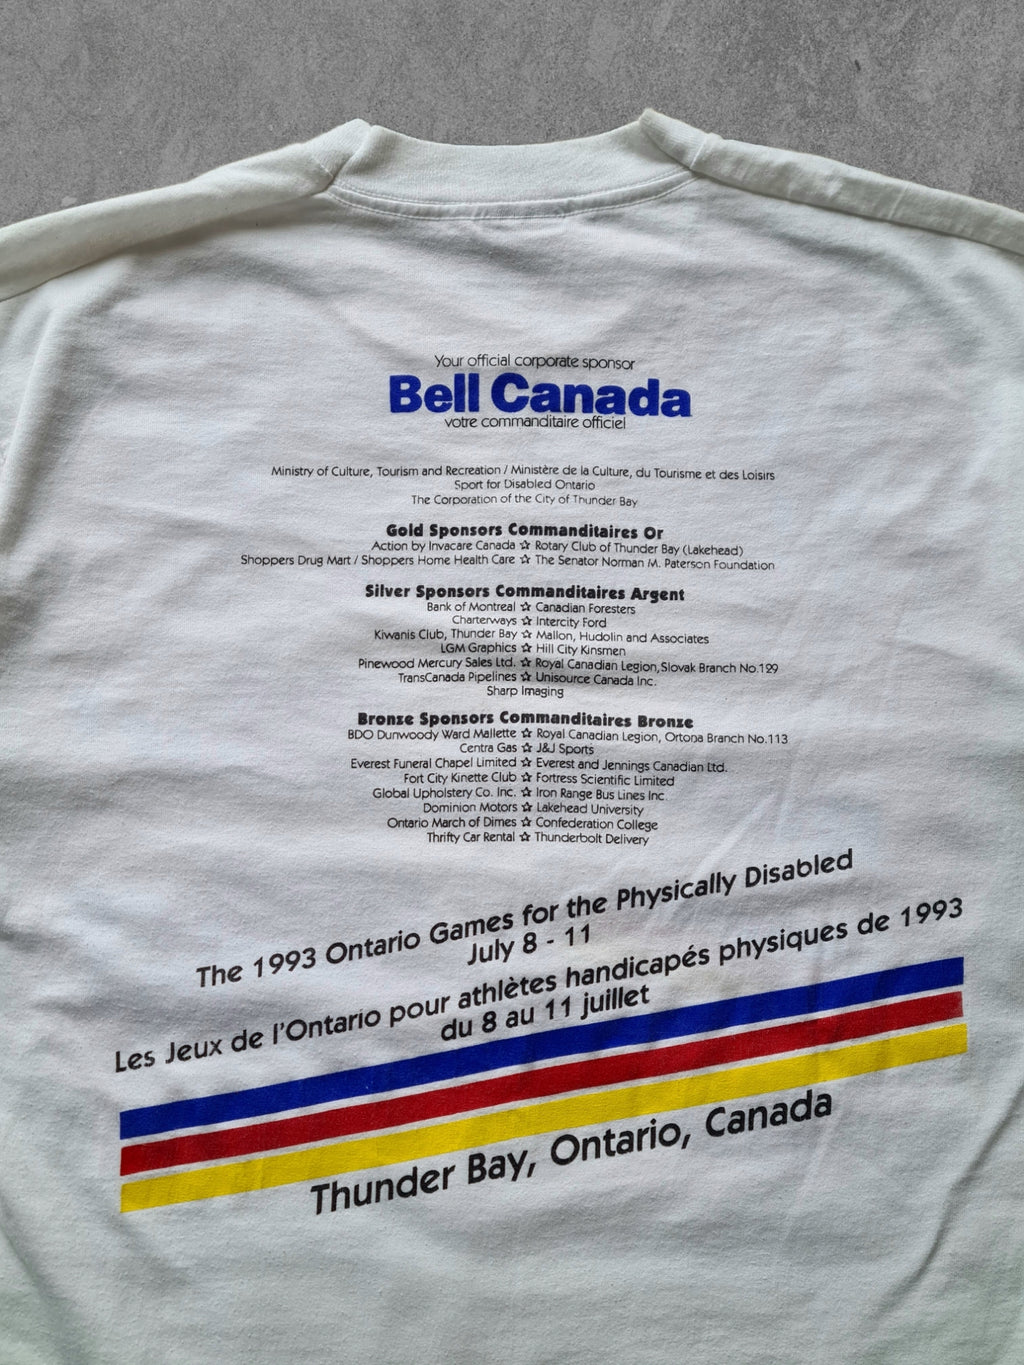 Your official corporate sponsor
Bell Canada
votre commanditaire officiel
Ministry of Culture, Tourism and Recreation / Ministère de la Culture, du Tourisme et des Loisirs
Sport for Disabled Ontario
The Corporation of the City of Thunder Bay
Gold Sponsors Commanditaires Or
Action by Invacare Canada ☆ Rotary Club of Thunder Bay (Lakehead)
Shoppers Drug Mart / Shoppers Home Health Care ☆ The Senator Norman M. Paterson Foundation
Silver Sponsors Commanditaires Argent
Bank of Montreal ☆ Canadian Foresters
Charterways ☆ Intercity Ford
Kiwanis Club, Thunder Bay ☆ Mallon, Hudolin and Associates
LGM Graphics ☆ Hill City Kinsmen
Pinewood Mercury Sales Ltd. ☆ Royal Canadian Legion, Slovak Branch No.129
TransCanada Pipelines ☆ Unisource Canada Inc.
Sharp Imaging
Bronze Sponsors Commanditaires Bronze
BDO Dunwoody Ward Mallette ☆ Royal Canadian Legion, Ortona Branch No.113
Centra Gas ☆ J&J Sports
Everest Funeral Chapel Limited ☆ Everest and Jennings Canadian Ltd.
Fort City Kinette Club ☆ Fortress Scientific Limited
Global Upholstery Co. Inc. ☆ Iron Range Bus Lines Inc.
Dominion Motors ☆ Lakehead University
Ontario March of Dimes ☆ Confederation College
Thrifty Car Rental ☆ Thunderbolt Delivery
The 1993 Ontario Games for the Physically Disabled
July 8 - 11
Les Jeux de l'Ontario pour athlètes handicapés physiques de 1993
du 8 au 11 juillet
Thunder Bay, Ontario, Canada